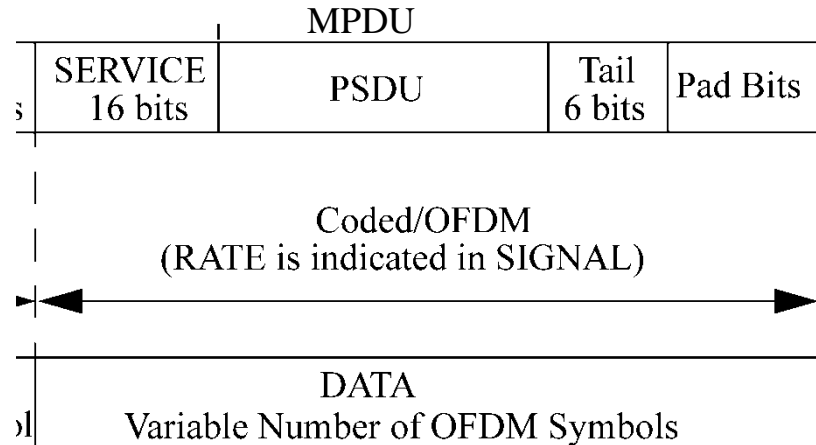 MPDU
SERVICE
16 bits
PSDU
Tail
6 bits
Pad Bits
Coded/OFDM
(RATE is indicated in SIGNAL)
DATA
Variable Number of OFDM Symbols